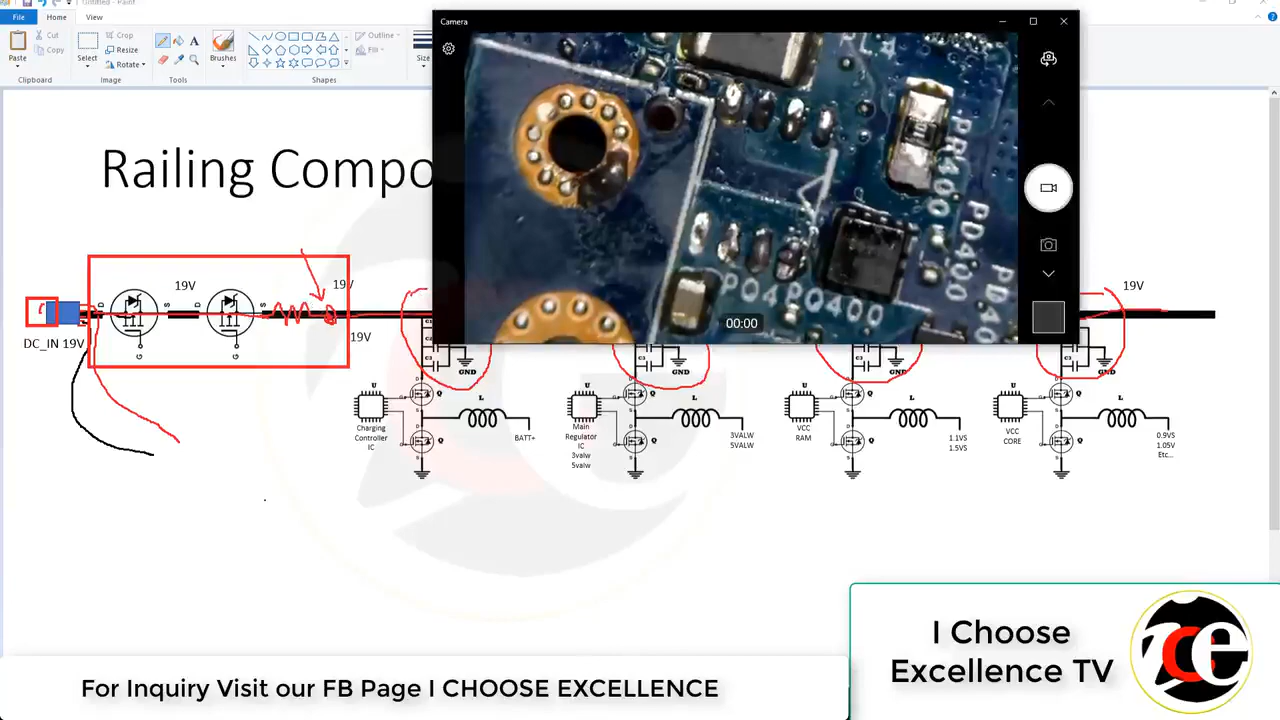 Untitled - Paint
File
Home
View
Paste
Cut
Copy
Clipboard
Select
Crop
Resize
Rotate
Image
Tools
Brushes
Shapes
Outline
Fill
Size
Camera
00:00
PR400
PD400
PQ400
Railing Compo
DC_IN 19V
19V
19V
19V
19V
D
S
G
D
S
G
GND
GND
GND
GND
U
Charging
Controller
IC
Q
Q
L
BATT+
U
Main
Regulator
IC
3valw
5valw
Q
Q
L
3VALW
5VALW
U
VCC
RAM
Q
Q
L
1.1VS
1.5VS
U
VCC
CORE
Q
Q
L
0.9VS
1.05V
Etc...
For Inquiry Visit our FB Page I CHOOSE EXCELLENCE
I Choose
Excellence TV
ice